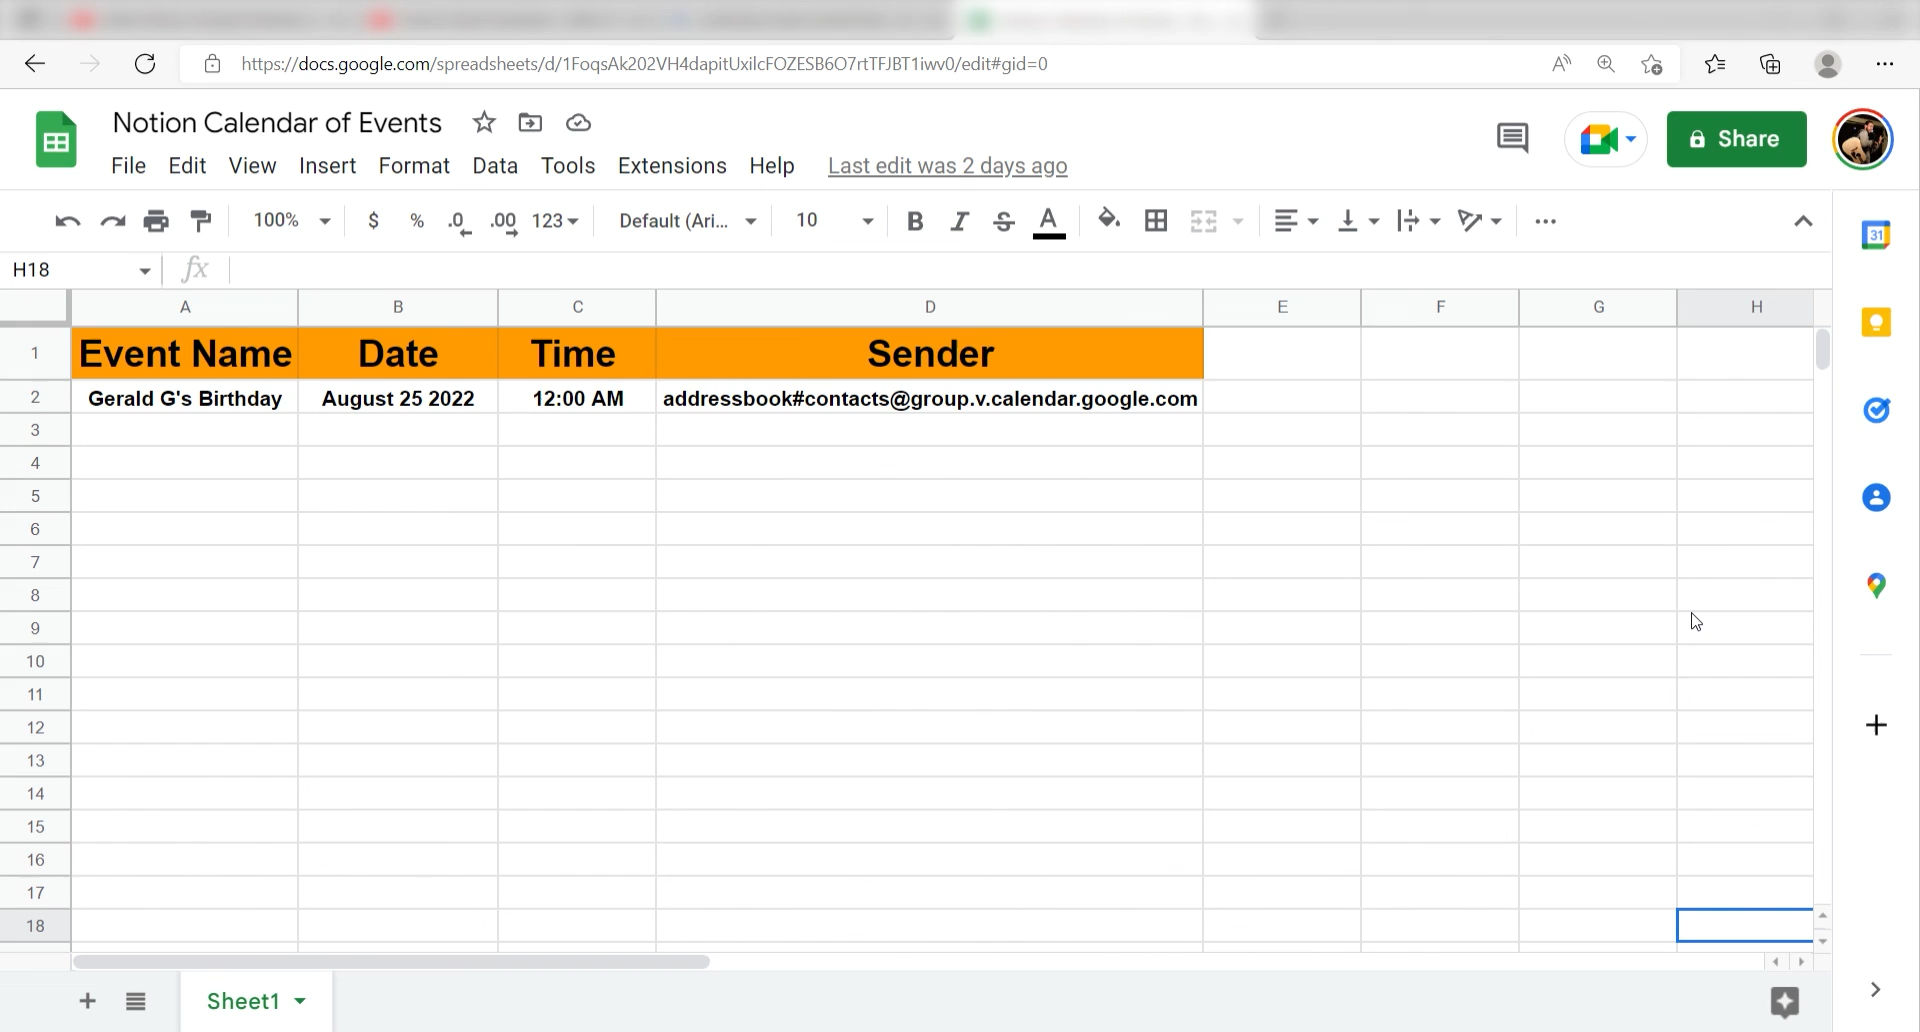 https://docs.google.com/spreadsheets/d/1FoqsAk202VH4dapitUxilcFOZESB6O7rtTFJBT1iwv0/edit#gid=0
Notion Calendar of Events
File Edit View Insert Format Data Tools Extensions Help Last edit was 2 days ago
Share
100% $ % .0 .00 123 Default (Ari... 10 B I S A
31
H18 fx
A B C D E F G H
1 Event Name Date Time Sender
2 Gerald G's Birthday August 25 2022 12:00 AM addressbook#contacts@group.v.calendar.google.com
3
4
5
6
7
8
9
10
11
12
13
14
15
16
17
18
Sheet1